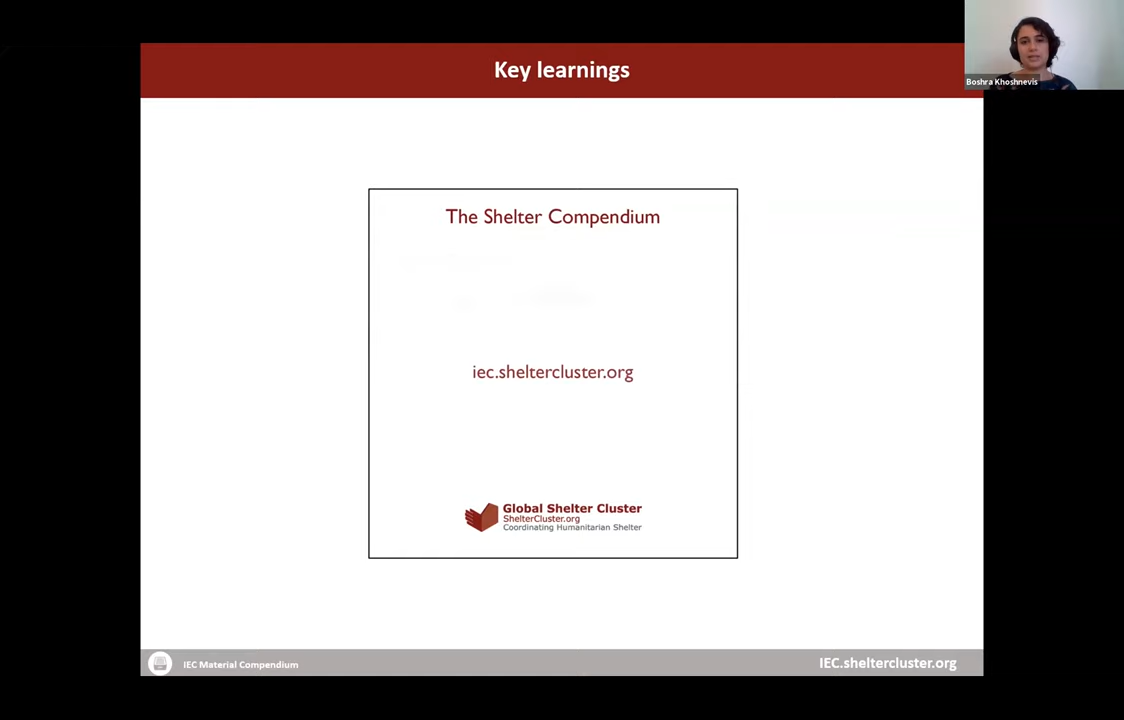 Key learnings
Boshra Khoshnevis
The Shelter Compendium
iec.sheltercluster.org
Global Shelter Cluster
ShelterCluster.org
Coordinating Humanitarian Shelter
IEC Material Compendium
IEC.sheltercluster.org